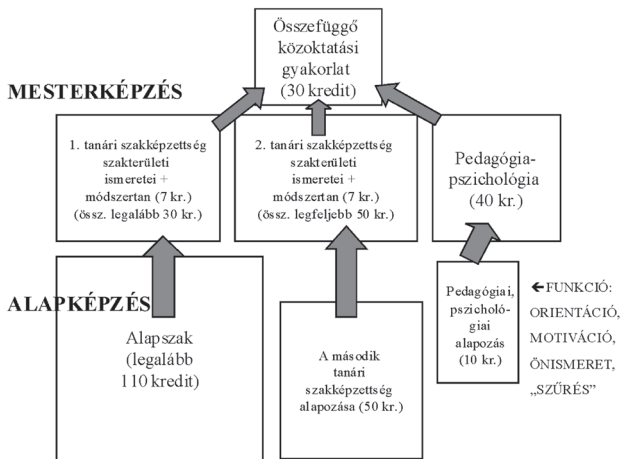 Összefüggő
közoktatási
gyakorlat
(30 kredit)
MESTERKÉPZÉS
1. tanári szakképzettség
szakterületi
ismeretei +
módszertan (7 kr.)
(össz. legalább 30 kr.)
2. tanári szakképzettség
szakterületi
ismeretei +
módszertan (7 kr.)
(össz. legfeljebb 50 kr.)
Pedagógia-
pszichológia
(40 kr.)
ALAPKÉPZÉS
Alapszak
(legalább
110 kredit)
A második
tanári
szakképzettség
alapozása (50 kr.)
Pedagógiai,
pszicholó-
giai
alapozás
(10 kr.)
←FUNKCIÓ:
ORIENTÁCIÓ,
MOTIVÁCIÓ,
ÖNISMERET,
„SZŰRÉS”